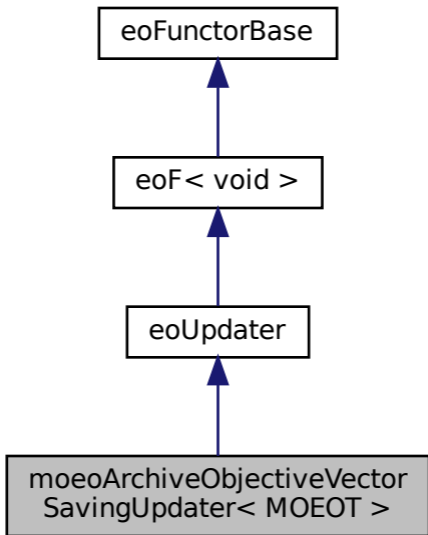 eoFunctorBase
eoF< void >
eoUpdater
moeoArchiveObjectiveVector
SavingUpdater< MOEOT >